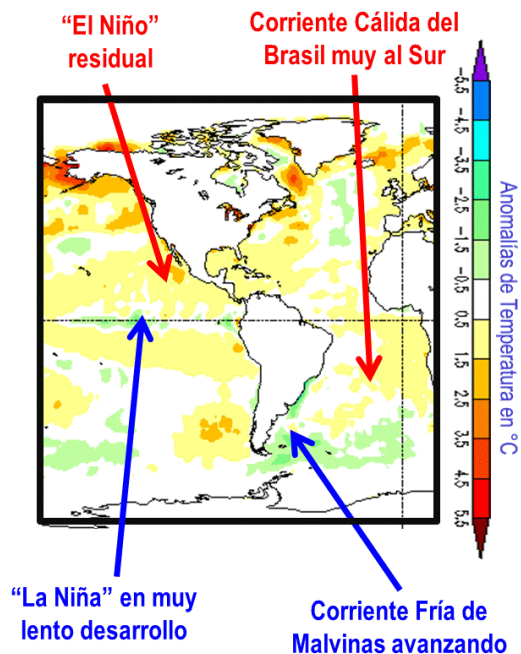 “El Niño”
residual
Corriente Cálida del
Brasil muy al Sur
-5.5
-4.5
-3.5
-2.5
-1.5
-0.5
0.5
1.5
2.5
3.5
4.5
5.5
Anomalías de Temperatura en °C
“La Niña” en muy
lento desarrollo
Corriente Fría de
Malvinas avanzando